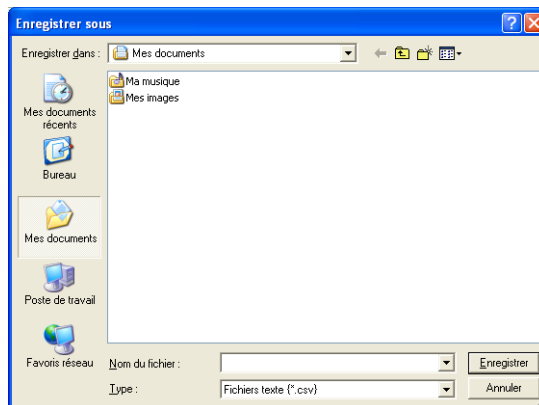 Enregistrer sous
Enregistrer dans :
Mes documents
Ma musique
Mes images
Mes documents
récents
Bureau
Mes documents
Poste de travail
Favoris réseau
Nom du fichier :
Enregistrer
Type :
Fichiers texte {*.csv}
Annuler